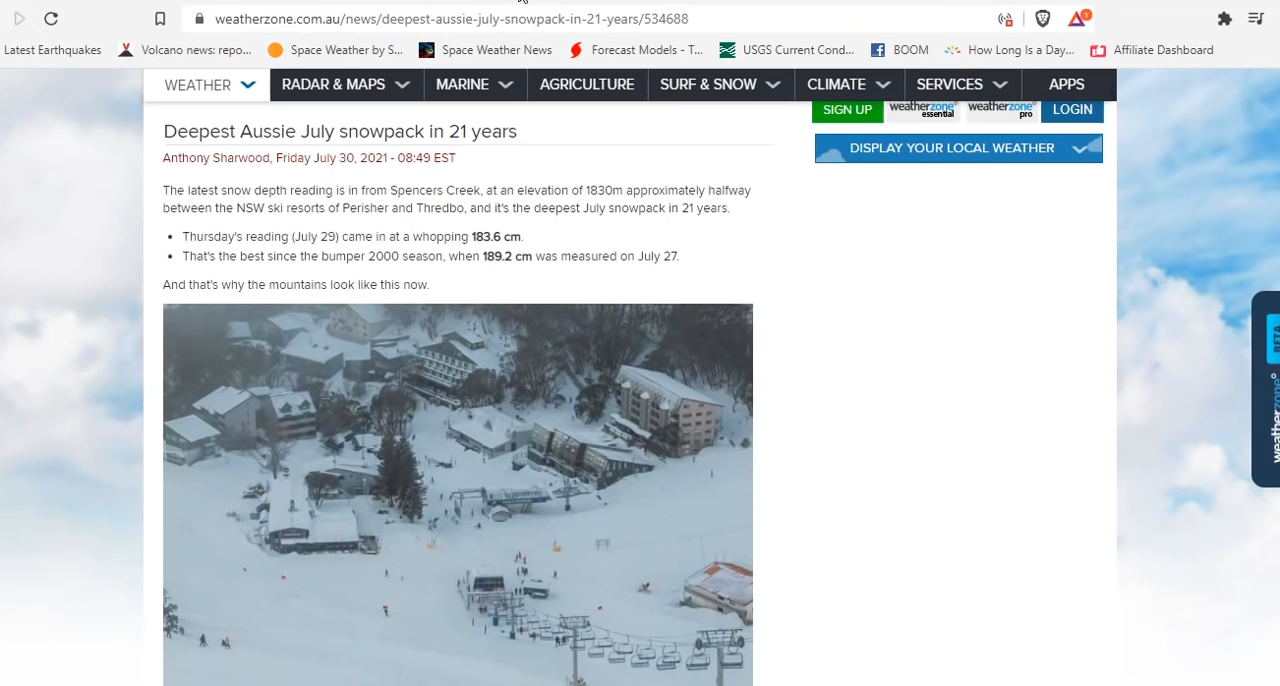 weatherzone.com.au/news/deepest-aussie-july-snowpack-in-21-years/534688
1
Latest Earthquakes Volcano news: repo... Space Weather by S... Space Weather News Forecast Models - T... USGS Current Cond... BOOM How Long Is a Day... Affiliate Dashboard
WEATHER RADAR & MAPS MARINE AGRICULTURE SURF & SNOW CLIMATE SERVICES APPS
SIGN UP weatherzone° essential weatherzone° pro LOGIN
DISPLAY YOUR LOCAL WEATHER
Deepest Aussie July snowpack in 21 years
Anthony Sharwood, Friday July 30, 2021 - 08:49 EST
The latest snow depth reading is in from Spencers Creek, at an elevation of 1830m approximately halfway
between the NSW ski resorts of Perisher and Thredbo, and it's the deepest July snowpack in 21 years.
• Thursday's reading (July 29) came in at a whopping 183.6 cm.
• That's the best since the bumper 2000 season, when 189.2 cm was measured on July 27.
And that's why the mountains look like this now.
BETA
weatherzone°